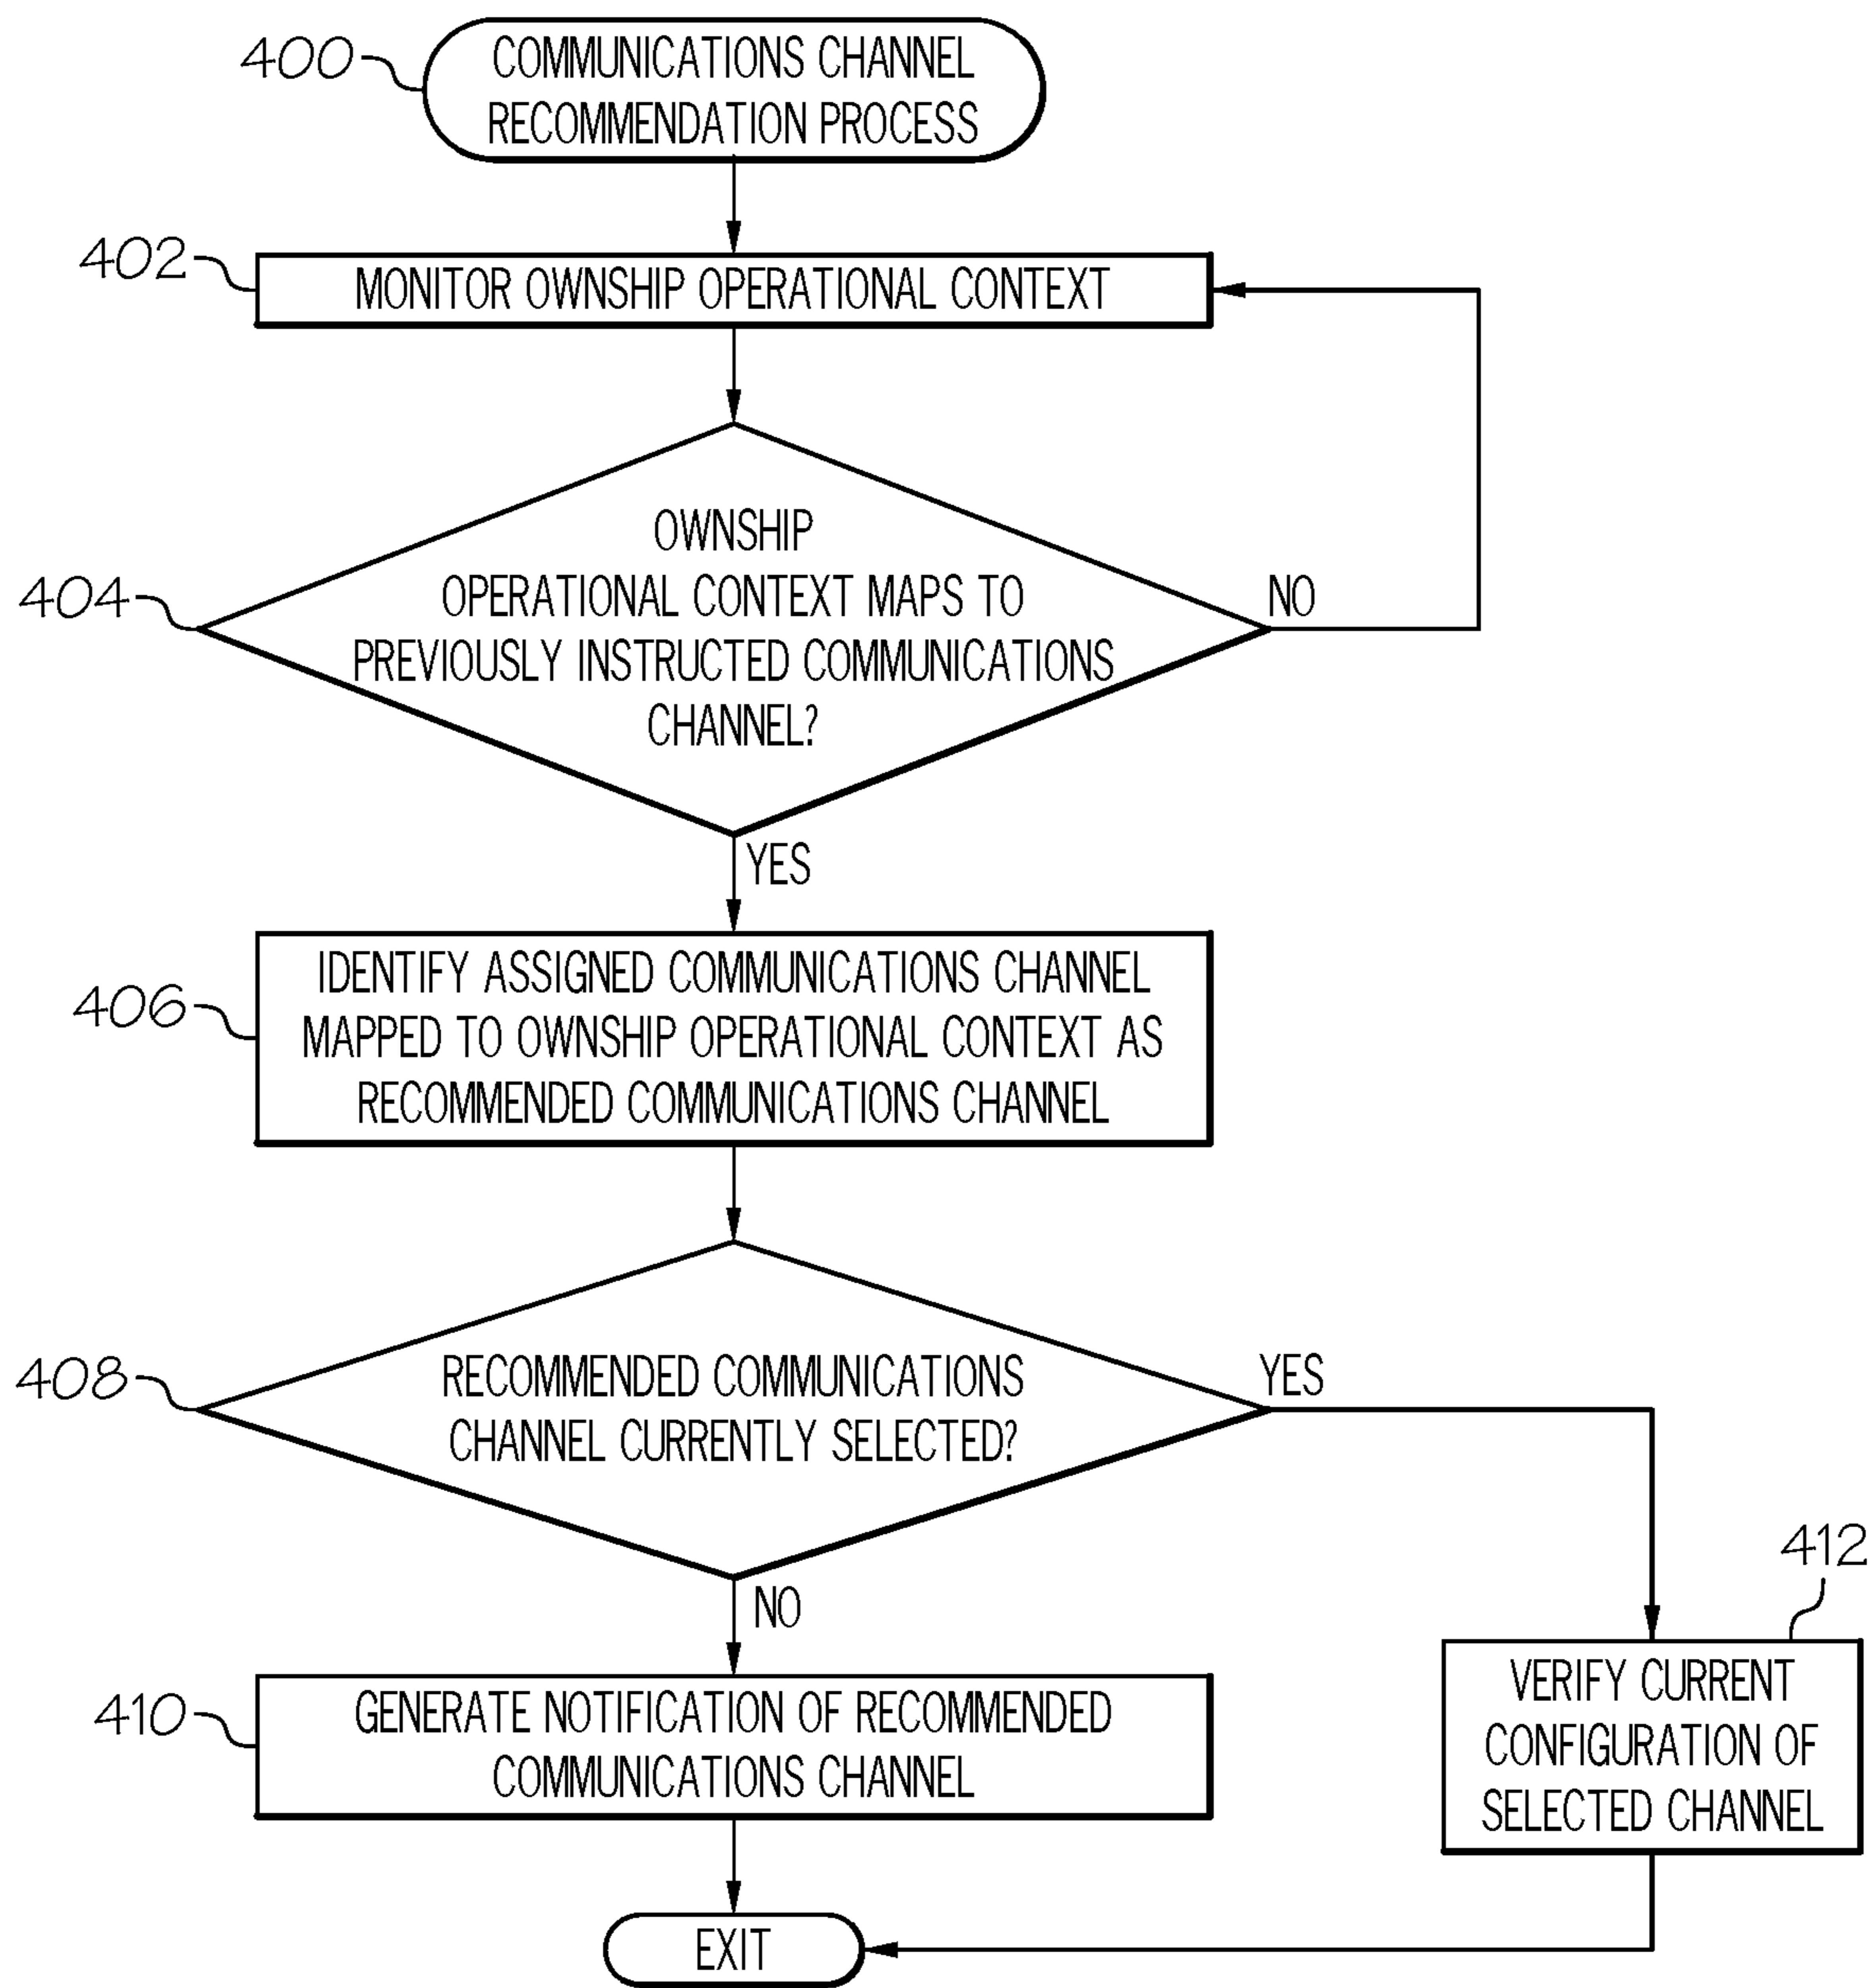 400
COMMUNICATIONS CHANNEL
RECOMMENDATION PROCESS
402
MONITOR OWNSHIP OPERATIONAL CONTEXT
404
OWNSHIP
OPERATIONAL CONTEXT MAPS TO
PREVIOUSLY INSTRUCTED COMMUNICATIONS
CHANNEL?
NO
YES
406
IDENTIFY ASSIGNED COMMUNICATIONS CHANNEL
MAPPED TO OWNSHIP OPERATIONAL CONTEXT AS
RECOMMENDED COMMUNICATIONS CHANNEL
408
RECOMMENDED COMMUNICATIONS
CHANNEL CURRENTLY SELECTED?
YES
NO
412
VERIFY CURRENT
CONFIGURATION OF
SELECTED CHANNEL
410
GENERATE NOTIFICATION OF RECOMMENDED
COMMUNICATIONS CHANNEL
EXIT